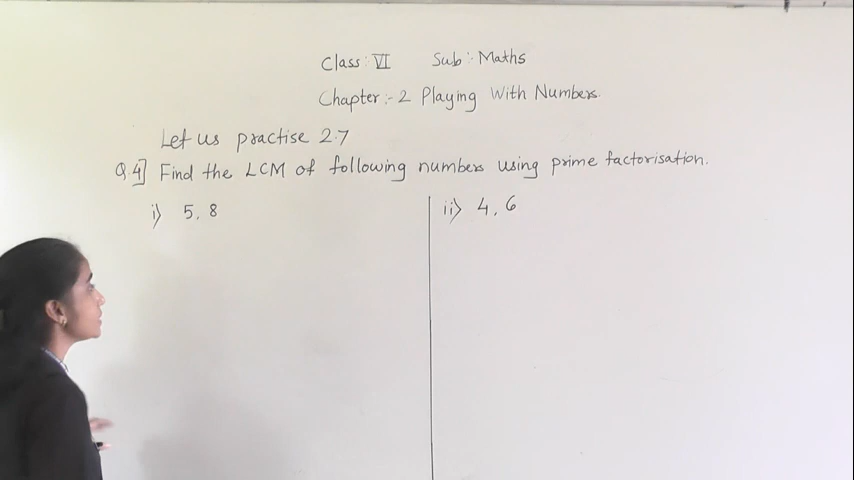 Class:- VI Sub:- Maths
Chapter:- 2 Playing With Numbers.
Let us practise 2.7
Q.4] Find the LCM of following numbers using prime factorisation.
i) 5, 8
ii) 4, 6